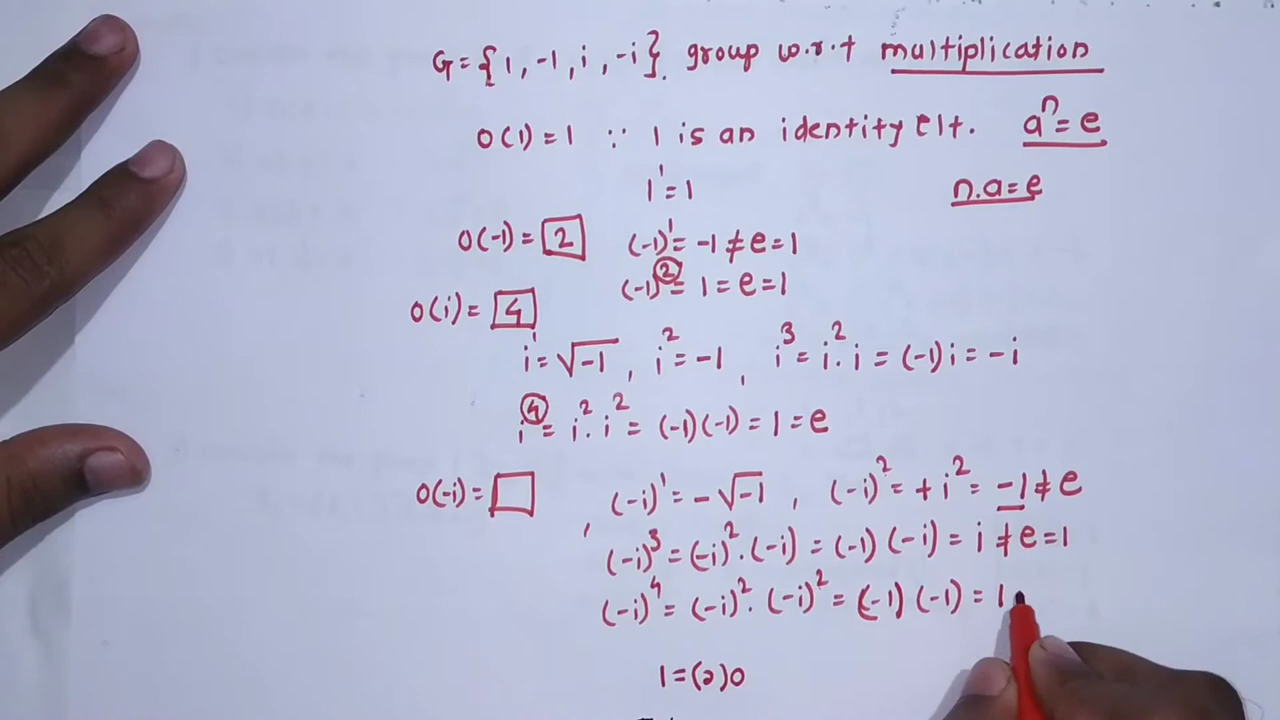 G = {1, -1, i, -i}. group w.r.t multiplication
O(1) = 1 ∵ 1 is an identity elt. aⁿ = e
1¹ = 1 n.a = e
O(-1) = 2 (-1)¹ = -1 ≠ e = 1
(-1)² = 1 = e = 1
O(i) = 4
i¹ = √-1 , i² = -1 , i³ = i².i = (-1)i = -i
i⁴ = i².i² = (-1)(-1) = 1 = e
O(-i) = □ , (-i)¹ = -√-1 , (-i)² = +i² = -1 ≠ e
(-i)³ = (-i)².(-i) = (-1)(-i) = i ≠ e = 1
(-i)⁴ = (-i)².(-i)² = (-1)(-1) = 1
1=(2)0